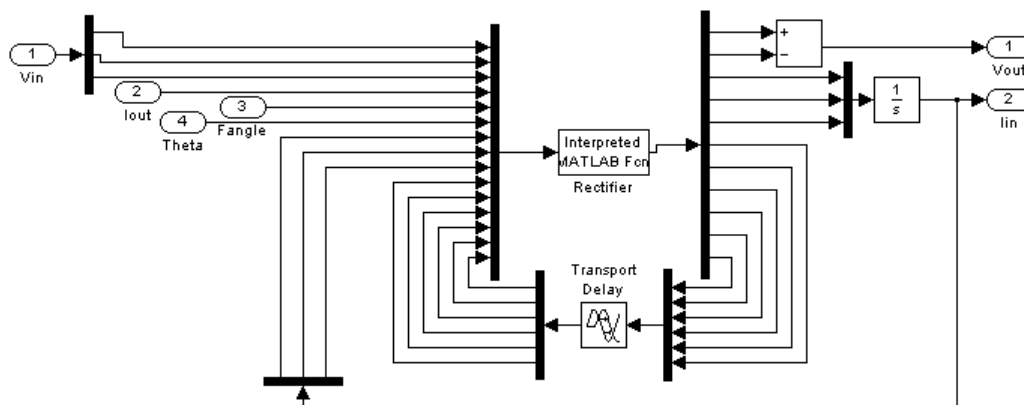 1
Vin
2
Iout
3
Fangle
4
Theta
Interpreted
MATLAB Fcn
Rectifier
Transport
Delay
+
−
1
s
1
Vout
2
Iin